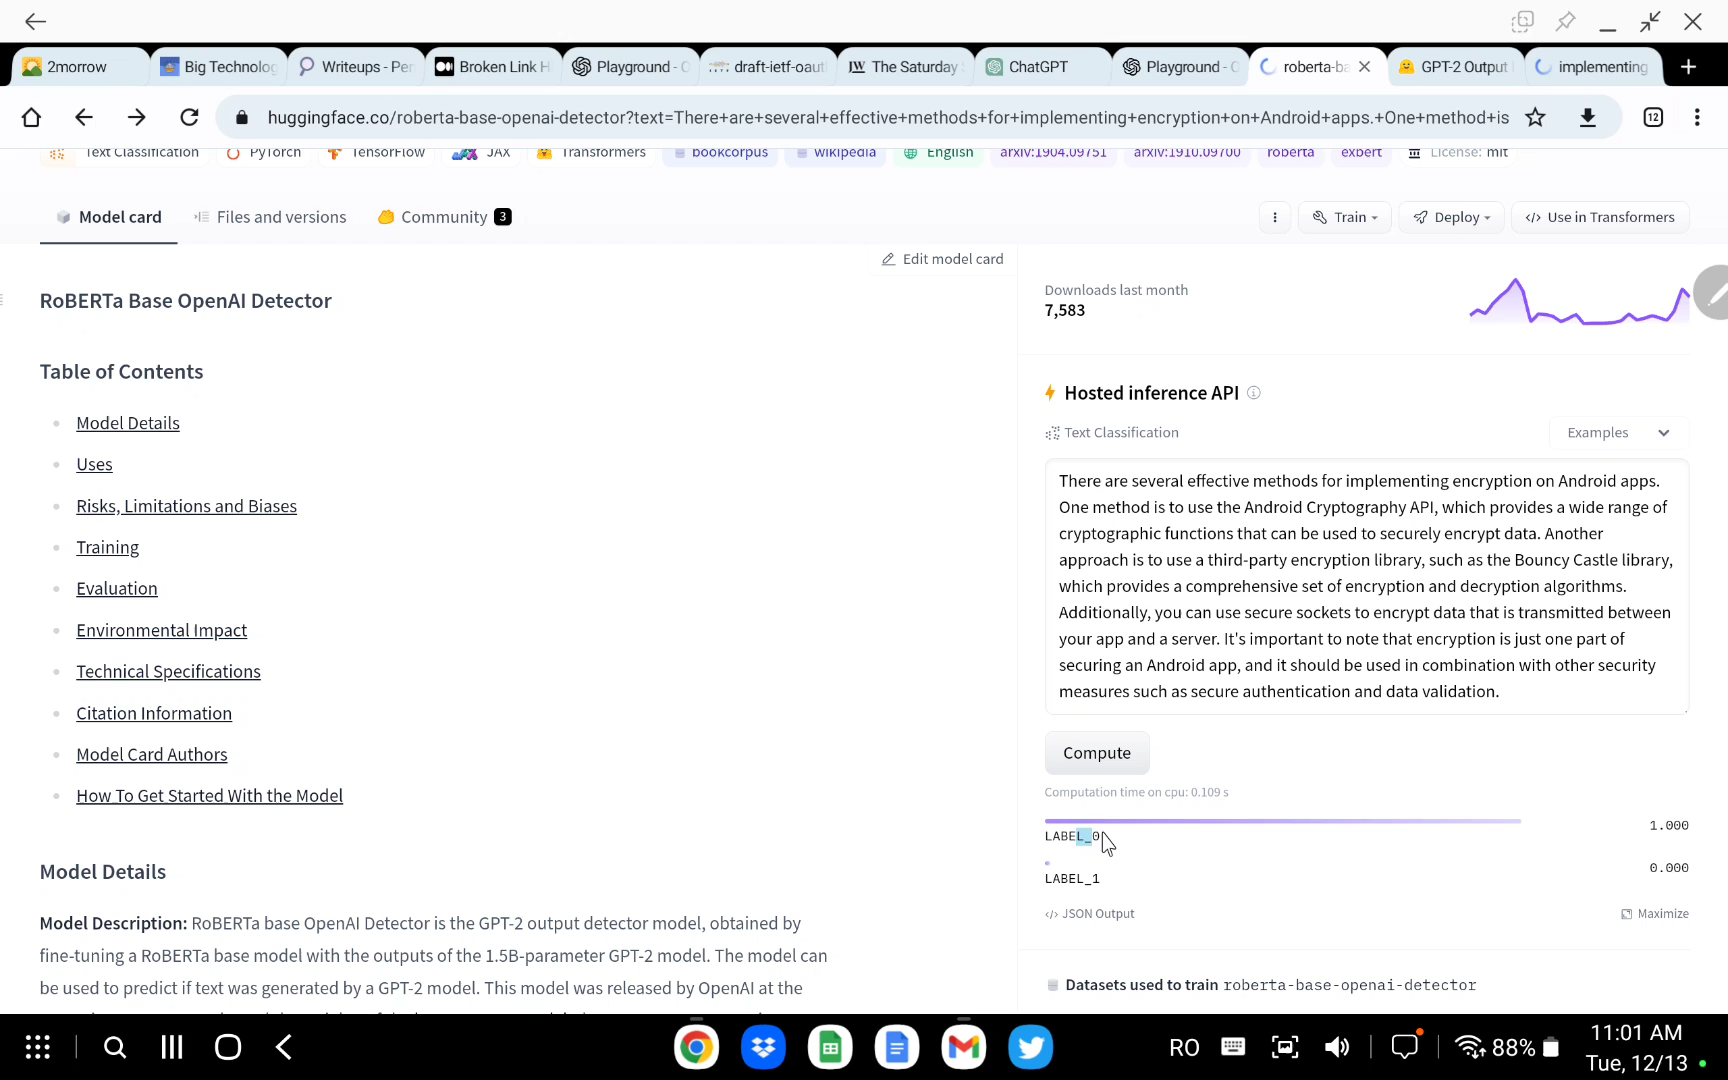 2morrow
Big Technolog
Writeups - Pen
Broken Link H
Playground - O
draft-ietf-oaut
The Saturday
ChatGPT
Playground - O
roberta-ba
GPT-2 Output
implementing
huggingface.co/roberta-base-openai-detector?text=There+are+several+effective+methods+for+implementing+encryption+on+Android+apps.+One+method+is
12
Text Classification
PyTorch
TensorFlow
JAX
Transformers
bookcorpus
wikipedia
English
arxiv:1904.09751
arxiv:1910.09700
roberta
exbert
License: mit
Model card
Files and versions
Community 3
Train
Deploy
</> Use in Transformers
Edit model card
RoBERTa Base OpenAI Detector
Table of Contents
Model Details
Uses
Risks, Limitations and Biases
Training
Evaluation
Environmental Impact
Technical Specifications
Citation Information
Model Card Authors
How To Get Started With the Model
Model Details
Model Description: RoBERTa base OpenAI Detector is the GPT-2 output detector model, obtained by
fine-tuning a RoBERTa base model with the outputs of the 1.5B-parameter GPT-2 model. The model can
be used to predict if text was generated by a GPT-2 model. This model was released by OpenAI at the
Downloads last month
7,583
Hosted inference API
Text Classification
Examples
There are several effective methods for implementing encryption on Android apps.
One method is to use the Android Cryptography API, which provides a wide range of
cryptographic functions that can be used to securely encrypt data. Another
approach is to use a third-party encryption library, such as the Bouncy Castle library,
which provides a comprehensive set of encryption and decryption algorithms.
Additionally, you can use secure sockets to encrypt data that is transmitted between
your app and a server. It's important to note that encryption is just one part of
securing an Android app, and it should be used in combination with other security
measures such as secure authentication and data validation.
Compute
Computation time on cpu: 0.109 s
LABEL_0
1.000
LABEL_1
0.000
</> JSON Output
Maximize
Datasets used to train roberta-base-openai-detector
RO
88%
11:01 AM
Tue, 12/13